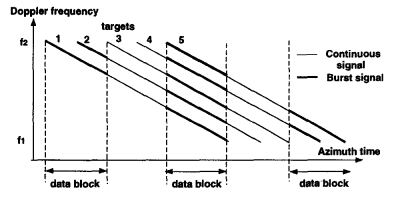 Doppler frequency
targets
f2
1 2 3 4 5
Continuous
signal
Burst signal
f1
Azimuth time
data block data block data block